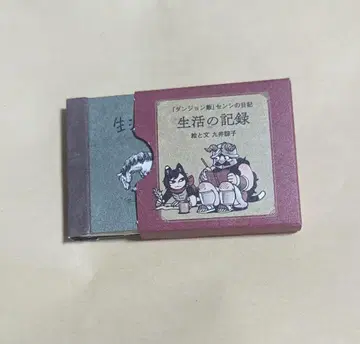 生活
『ダンジョン飯』センシの日記
生活の記録
絵と文 九井諒子